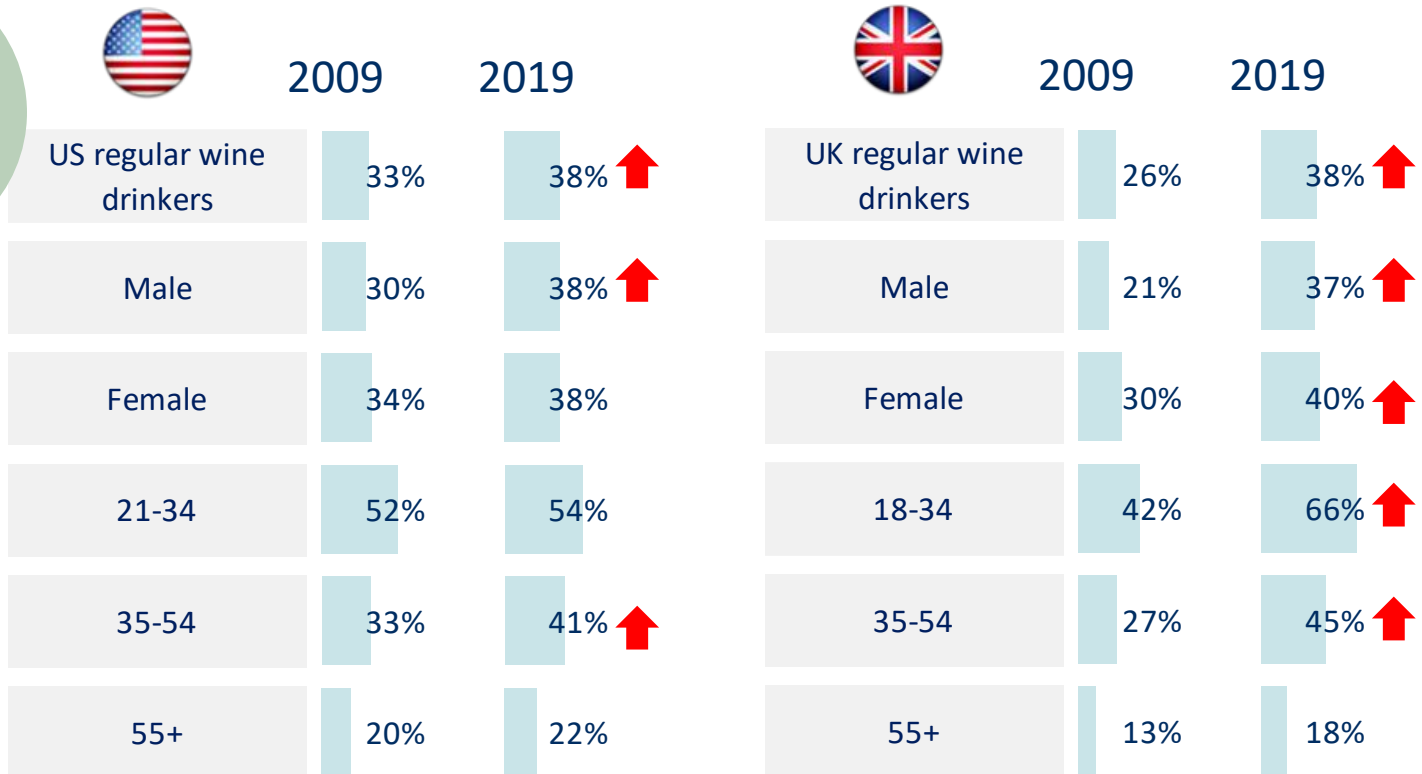 2009 2019
US regular wine
drinkers
33% 38%
Male 30% 38%
Female 34% 38%
21-34 52% 54%
35-54 33% 41%
55+ 20% 22%
2009 2019
UK regular wine
drinkers
26% 38%
Male 21% 37%
Female 30% 40%
18-34 42% 66%
35-54 27% 45%
55+ 13% 18%